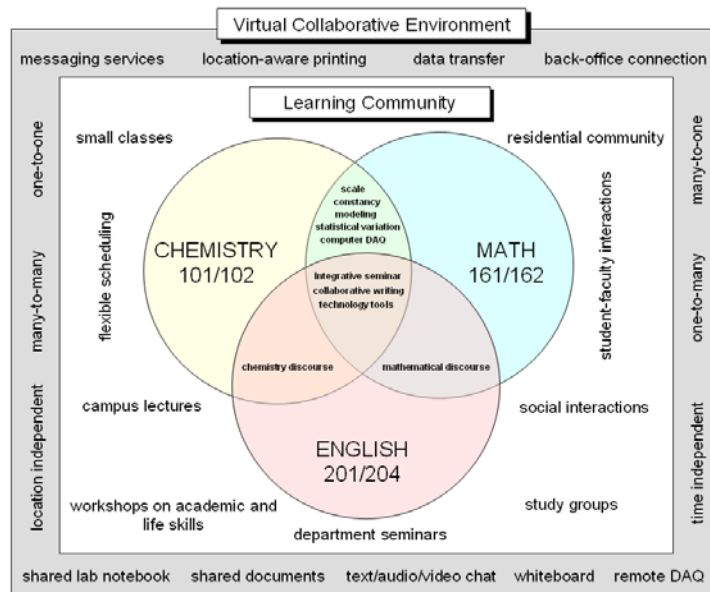 Virtual Collaborative Environment
messaging services
location-aware printing
data transfer
back-office connection
Learning Community
one-to-one
many-to-many
location independent
many-to-one
one-to-many
time independent
small classes
residential community
flexible scheduling
student-faculty interactions
scale
constancy
modeling
statistical variation
computer DAQ
CHEMISTRY
101/102
MATH
161/162
Integrative seminar
collaborative writing
technology tools
chemistry discourse
mathematical discourse
campus lectures
social interactions
ENGLISH
201/204
workshops on academic and
life skills
study groups
department seminars
shared lab notebook
shared documents
text/audio/video chat
whiteboard
remote DAQ